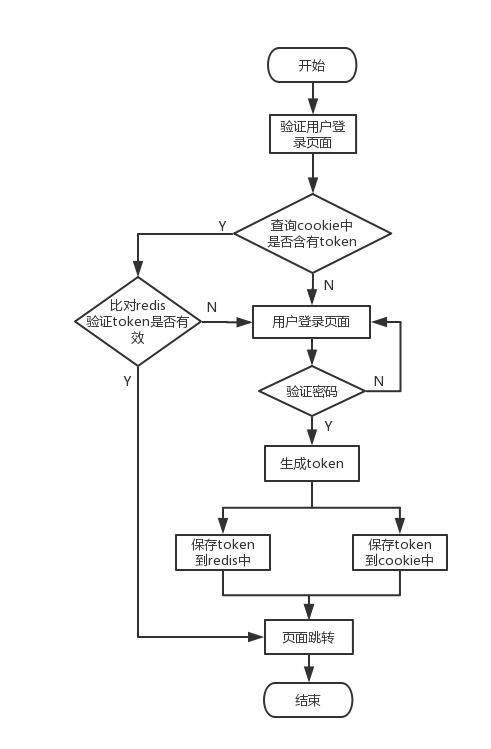 开始
验证用户登
录页面
查询cookie中
是否含有token
Y
N
比对redis
验证token是否有
效
N
用户登录页面
Y
验证密码
N
Y
生成token
保存token
到redis中
保存token
到cookie中
页面跳转
结束